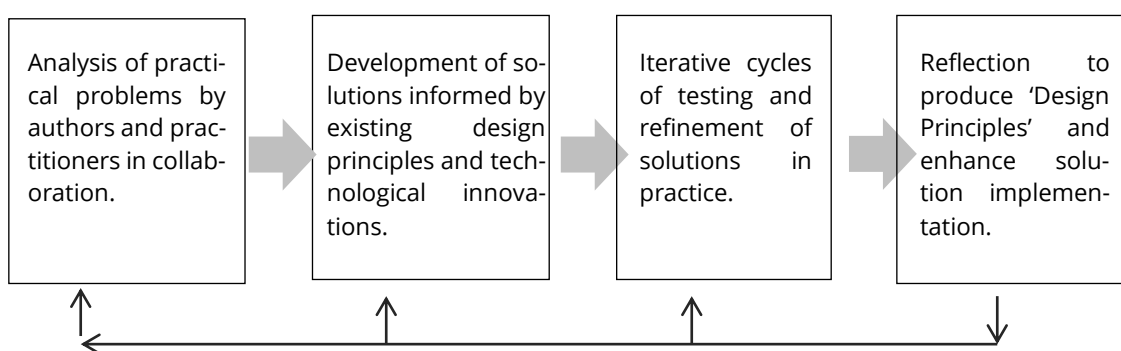 Analysis of practi-
cal problems by
authors and prac-
titioners in collab-
oration.
Development of so-
lutions informed by
existing design
principles and tech-
nological innova-
tions.
Iterative cycles
of testing and
refinement of
solutions in
practice.
Reflection to
produce ‘Design
Principles’ and
enhance solu-
tion implemen-
tation.